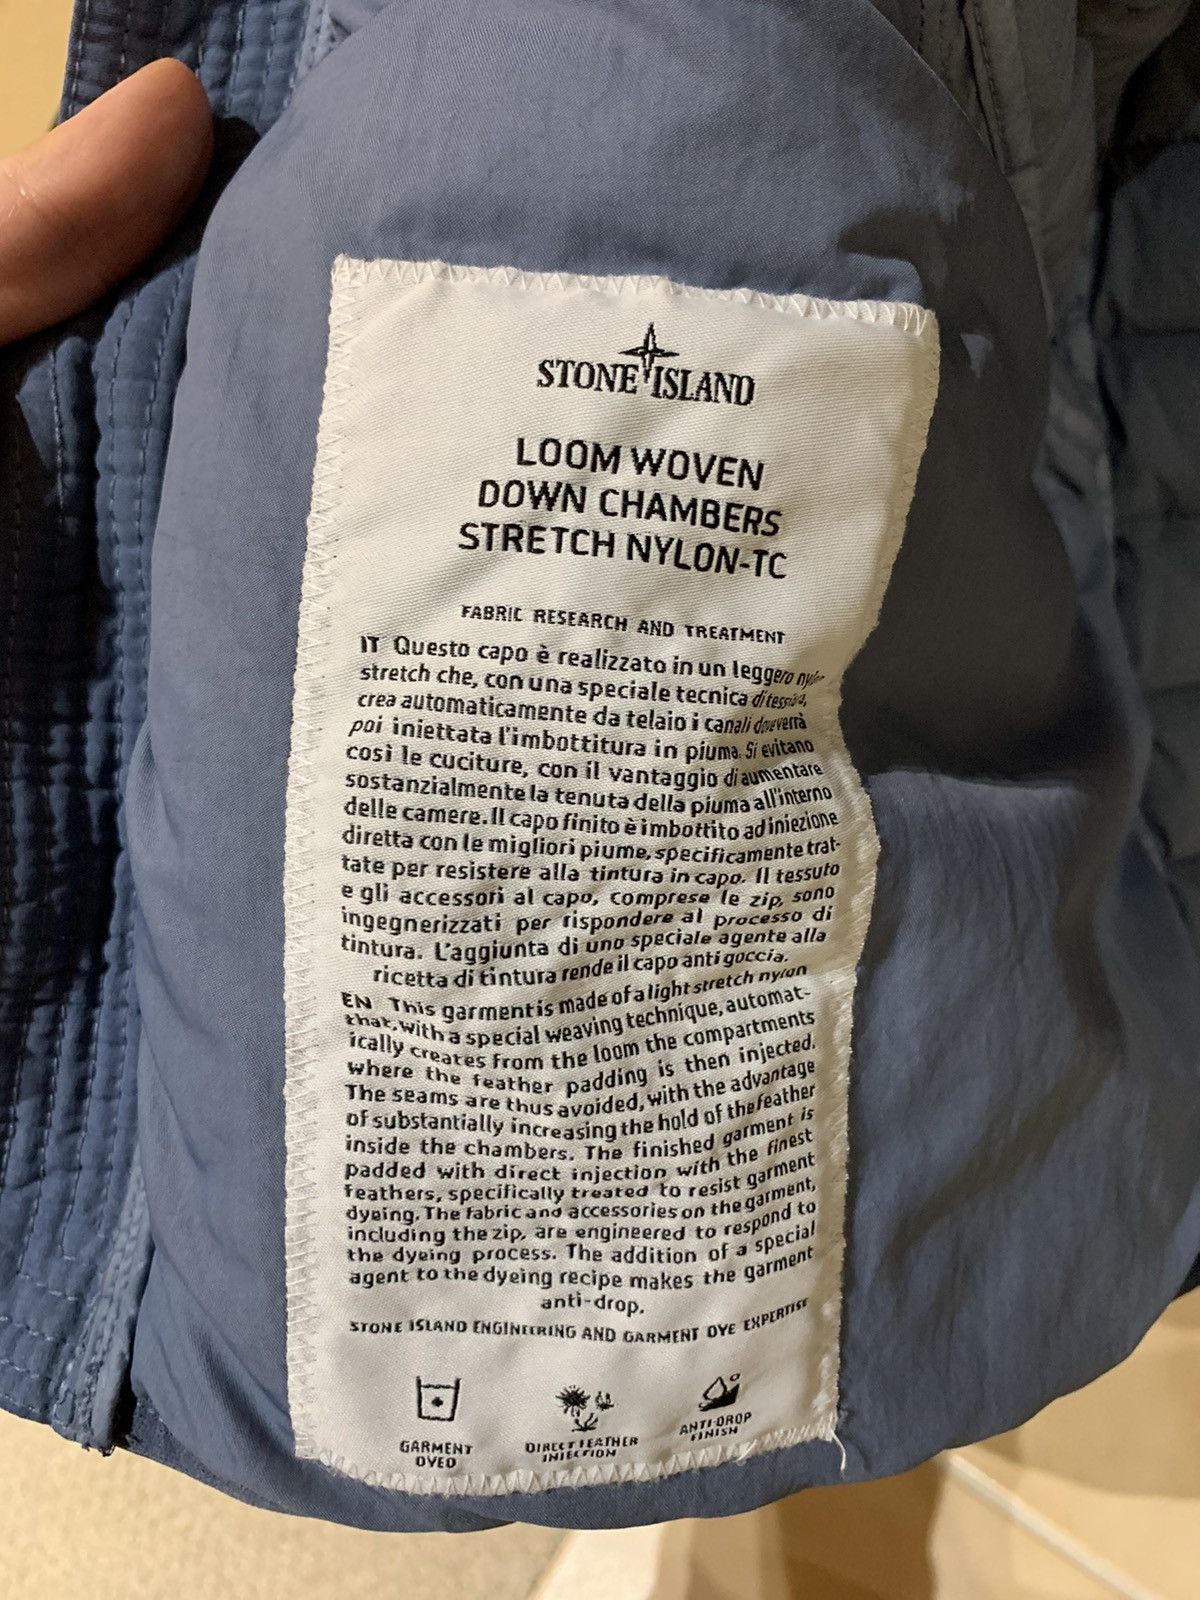 STONE ISLAND
LOOM WOVEN
DOWN CHAMBERS
STRETCH NYLON-TC
FABRIC RESEARCH AND TREATMENT
IT Questo capo è realizzato in un leggero nylon
stretch che, con una speciale tecnica di tessitura,
crea automaticamente da telaio i canali dove verrà
poi iniettata l'imbottitura in piuma. Si evitano
così le cuciture, con il vantaggio di aumentare
sostanzialmente la tenuta della piuma all'interno
delle camere. Il capo finito è imbottito ad iniezione
diretta con le migliori piume, specificamente trat-
tate per resistere alla tintura in capo. Il tessuto
e gli accessori al capo, comprese le zip, sono
ingegnerizzati per rispondere al processo di
tintura. L'aggiunta di uno speciale agente alla
ricetta di tintura rende il capo anti goccia.
EN This garment is made of a light stretch nylon
that, with a special weaving technique, automat-
ically creates from the loom the compartments
where the feather padding is then injected.
The seams are thus avoided, with the advantage
of substantially increasing the hold of the feather
inside the chambers. The finished garment is
padded with direct injection with the finest
feathers, specifically treated to resist garment
dyeing. The fabric and accessories on the garment,
including the zip, are engineered to respond to
the dyeing process. The addition of a special
agent to the dyeing recipe makes the garment
anti-drop.
STONE ISLAND ENGINEERING AND GARMENT DYE EXPERTISE
GARMENT DYED
DIRECT FEATHER INJECTION
ANTI-DROP FINISH